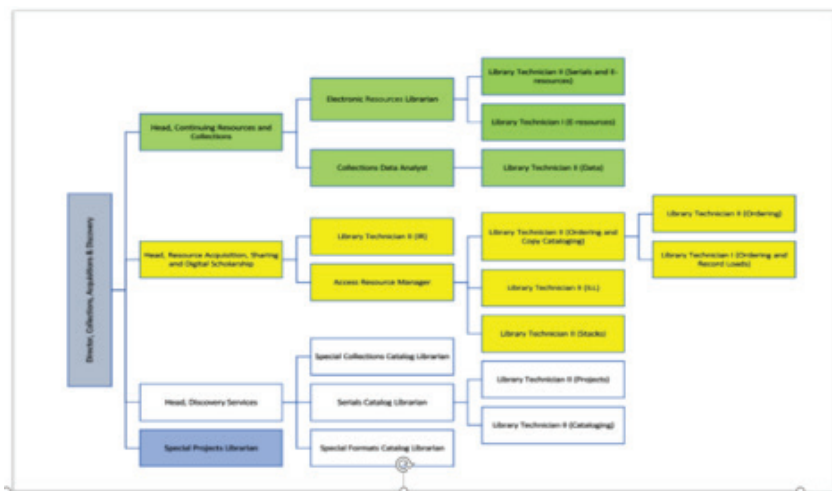 Director, Collections, Acquisitions & Discovery
Head, Continuing Resources and
Collections
Electronic Resources Librarian
Library Technician II (Serials and E-
resources)
Library Technician I (E-resources)
Collections Data Analyst
Library Technician II (Data)
Head, Resource Acquisition, Sharing
and Digital Scholarship
Library Technician II (IR)
Access Resource Manager
Library Technician II (Ordering and
Copy Cataloging)
Library Technician II (Ordering)
Library Technician I (Ordering and
Record Loads)
Library Technician II (ILL)
Library Technician II (Stacks)
Head, Discovery Services
Special Collections Catalog Librarian
Serials Catalog Librarian
Library Technician II (Projects)
Library Technician II (Cataloging)
Special Formats Catalog Librarian
Special Projects Librarian